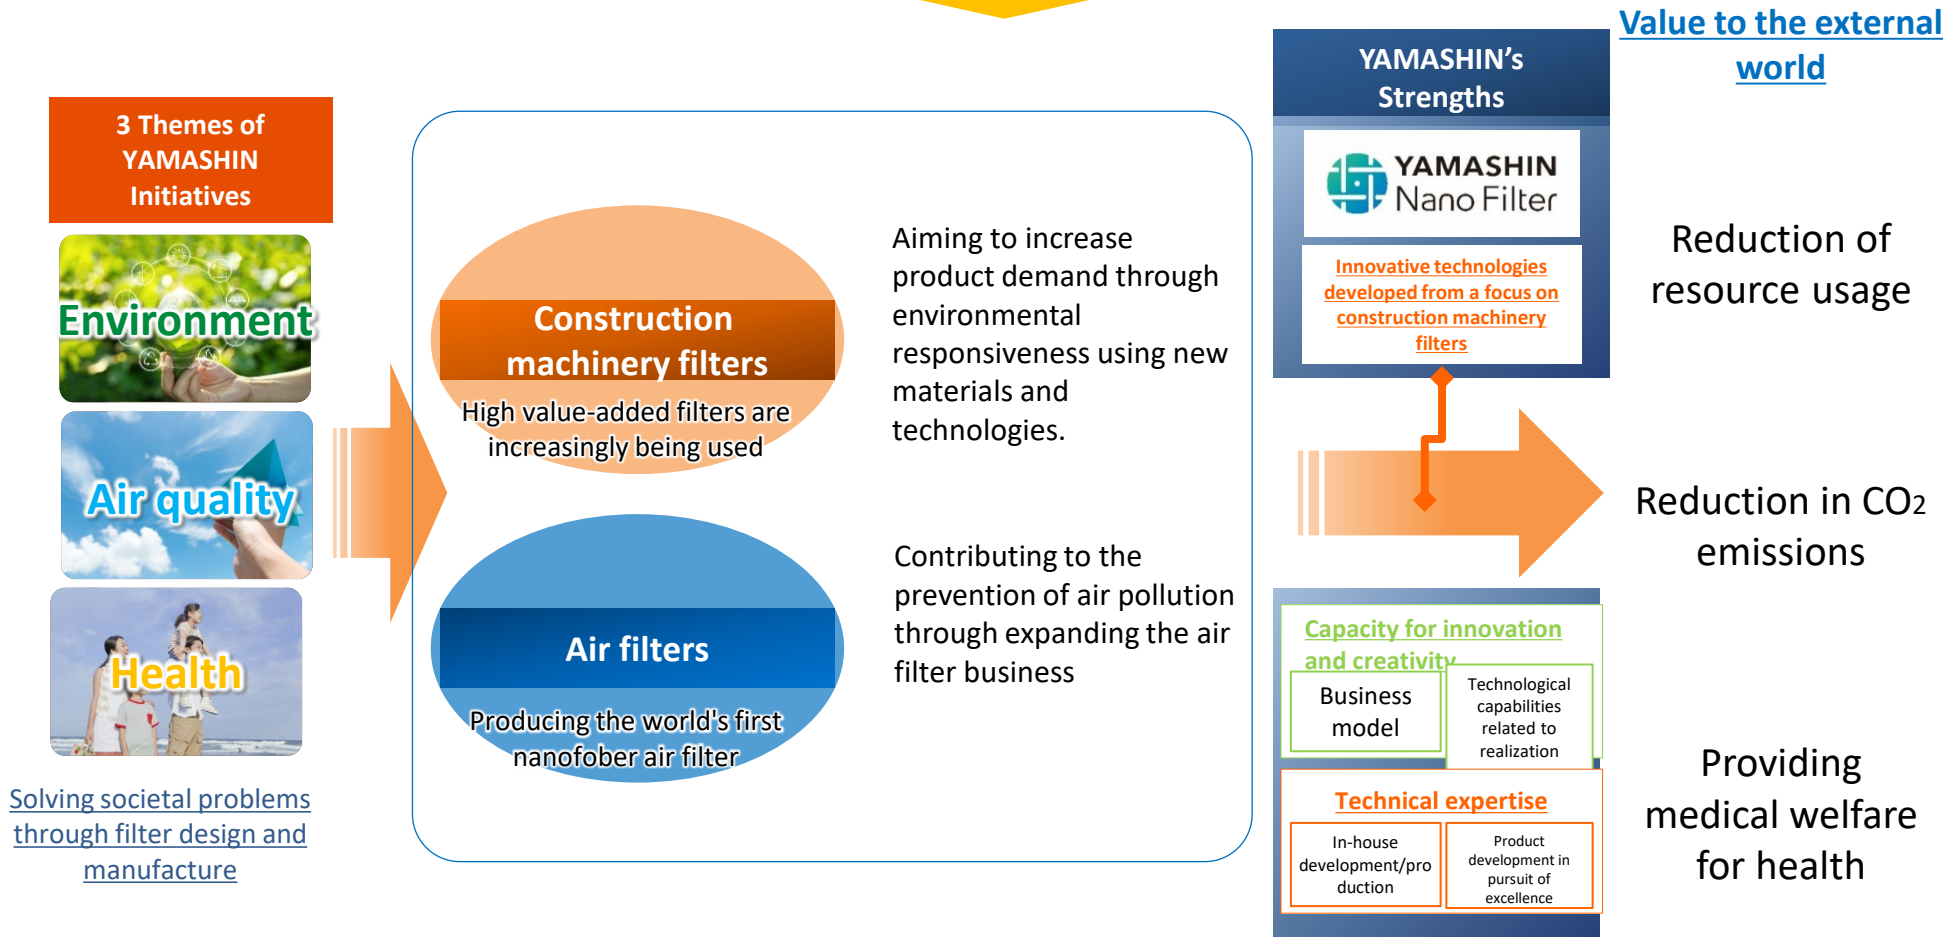 3 Themes of
YAMASHIN
Initiatives
Environment
Air quality
Health
Solving societal problems
through filter design and
manufacture
Construction
machinery filters
High value-added filters are
increasingly being used
Aiming to increase
product demand through
environmental
responsiveness using new
materials and
technologies.
Air filters
Producing the world's first
nanofober air filter
Contributing to the
prevention of air pollution
through expanding the air
filter business
YAMASHIN's
Strengths
YAMASHIN
Nano Filter
Innovative technologies
developed from a focus on
construction machinery
filters
Capacity for innovation
and creativity
Business
model
Technological
capabilities
related to
realization
Technical expertise
In-house
development/pro
duction
Product
development in
pursuit of
excellence
Value to the external
world
Reduction of
resource usage
Reduction in CO2
emissions
Providing
medical welfare
for health